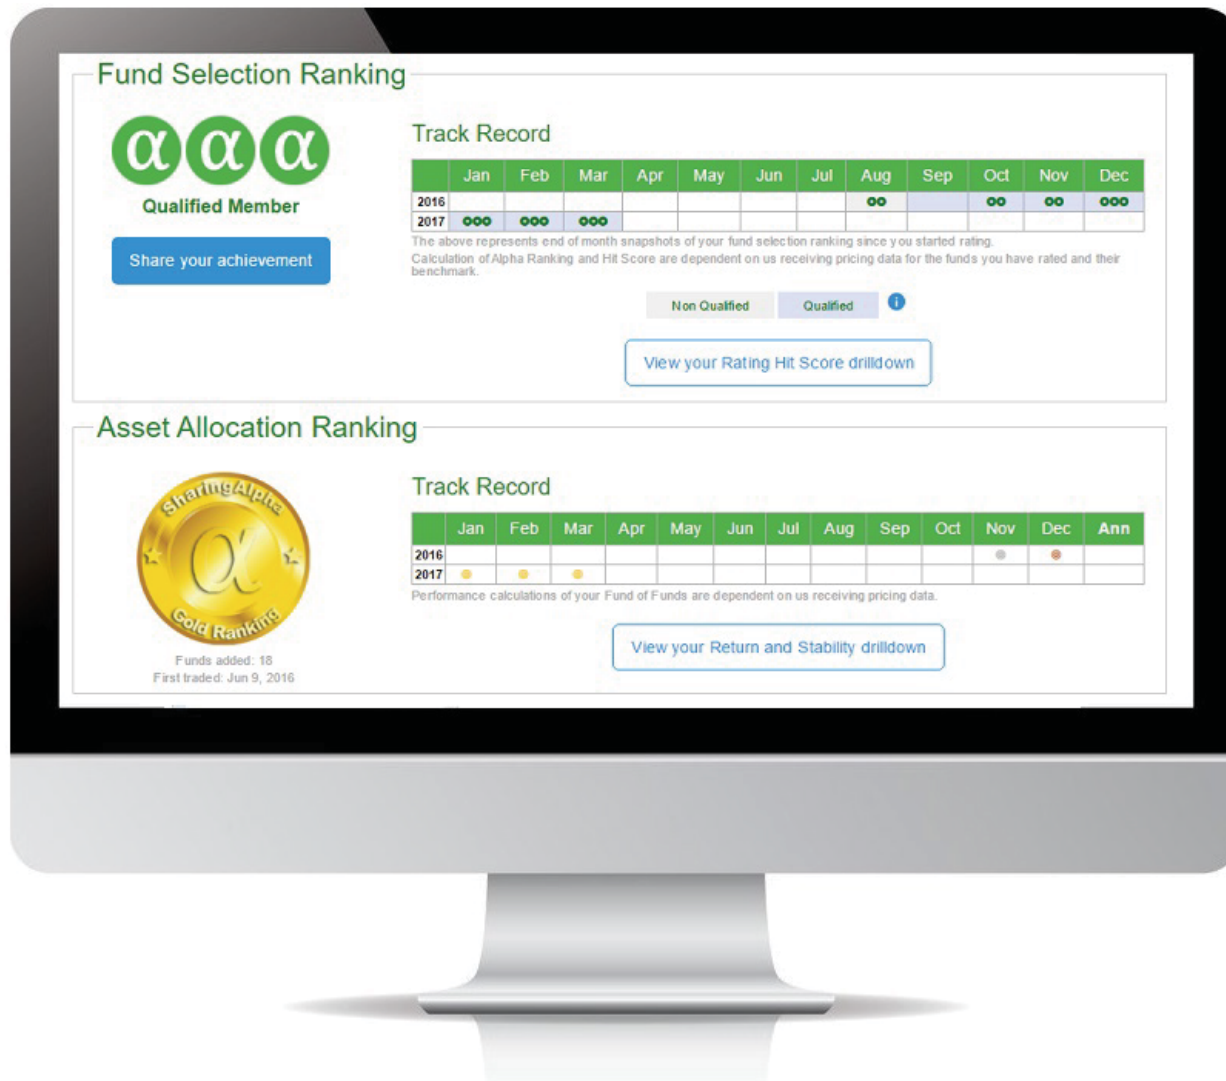 Fund Selection Ranking
α α α
Qualified Member
Share your achievement
Track Record
Jan Feb Mar Apr May Jun Jul Aug Sep Oct Nov Dec
2016
2017
The above represents end of month snapshots of your fund selection ranking since you started rating.
Calculation of Alpha Ranking and Hit Score are dependent on us receiving pricing data for the funds you have rated and their
benchmark.
Non Qualified Qualified i
View your Rating Hit Score drilldown
Asset Allocation Ranking
SharingAlpha
α
Gold Ranking
Funds added: 18
First traded: Jun 9, 2016
Track Record
Jan Feb Mar Apr May Jun Jul Aug Sep Oct Nov Dec Ann
2016
2017
Performance calculations of your Fund of Funds are dependent on us receiving pricing data.
View your Return and Stability drilldown